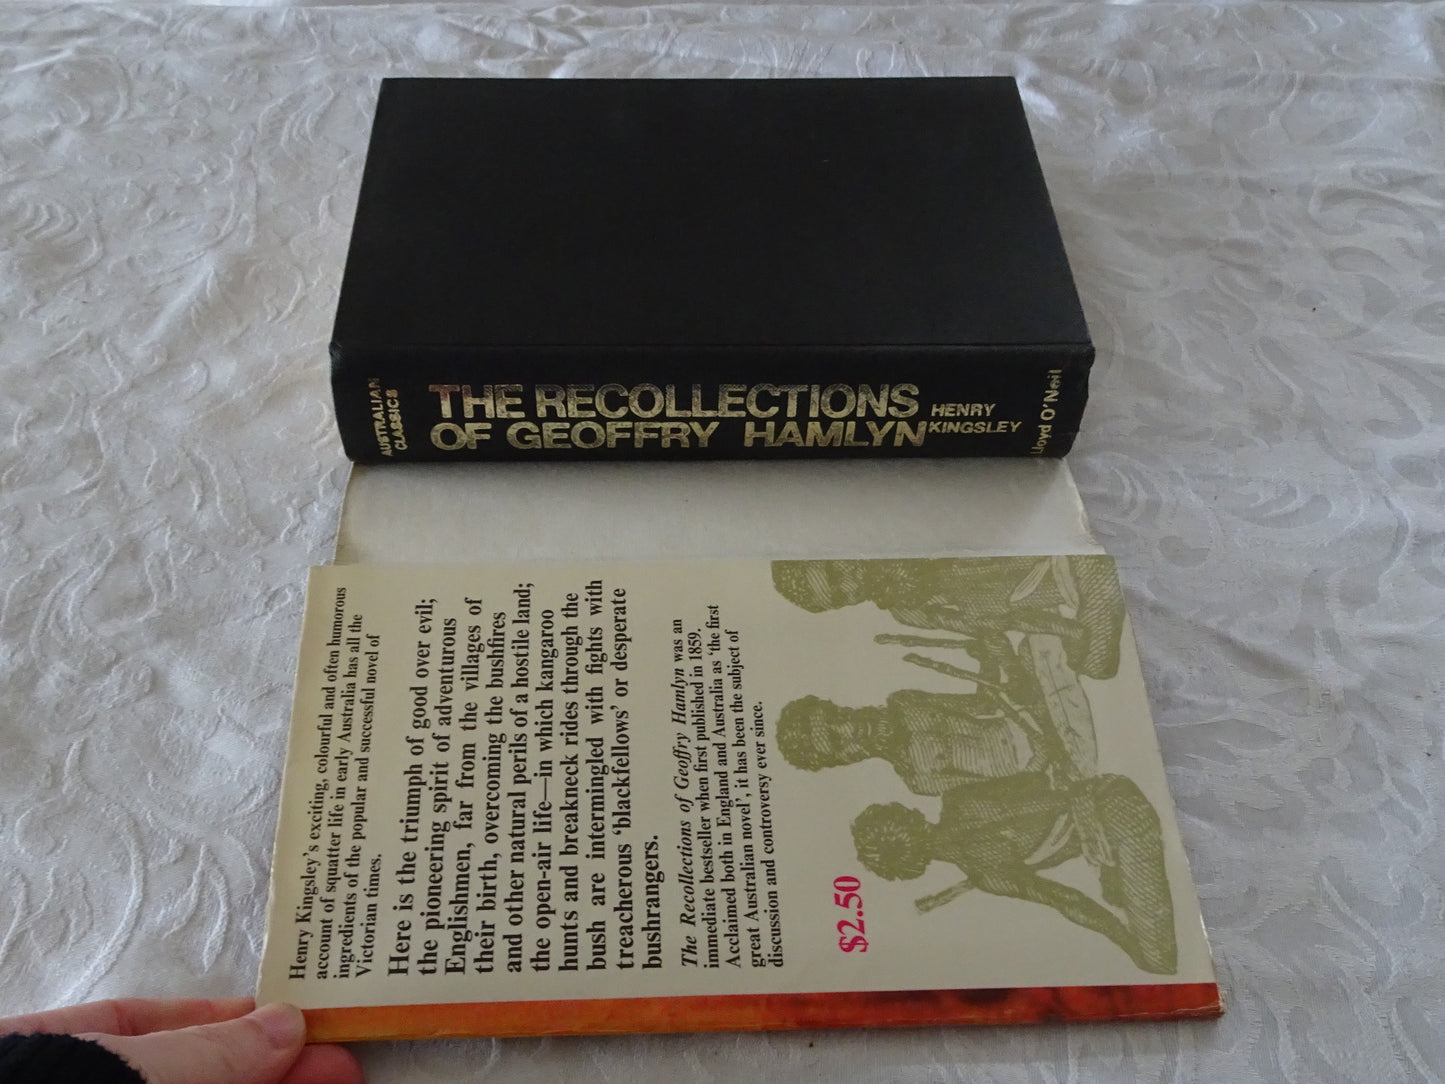 AUSTRALIAN
CLASSICS
THE RECOLLECTIONS
OF GEOFFRY HAMLYN
HENRY
KINGSLEY
Lloyd O'Neil
Henry Kingsley's exciting, colourful and often humorous
account of squatter life in early Australia has all the
ingredients of the popular and successful novel of
Victorian times.
Here is the triumph of good over evil;
the pioneering spirit of adventurous
Englishmen, far from the villages of
their birth, overcoming the bushfires
and other natural perils of a hostile land;
the open-air life—in which kangaroo
hunts and breakneck rides through the
bush are intermingled with fights with
treacherous 'blackfellows' or desperate
bushrangers.
The Recollections of Geoffry Hamlyn was an
immediate bestseller when first published in 1859.
Acclaimed both in England and Australia as 'the first
great Australian novel', it has been the subject of
discussion and controversy ever since.
$2.50